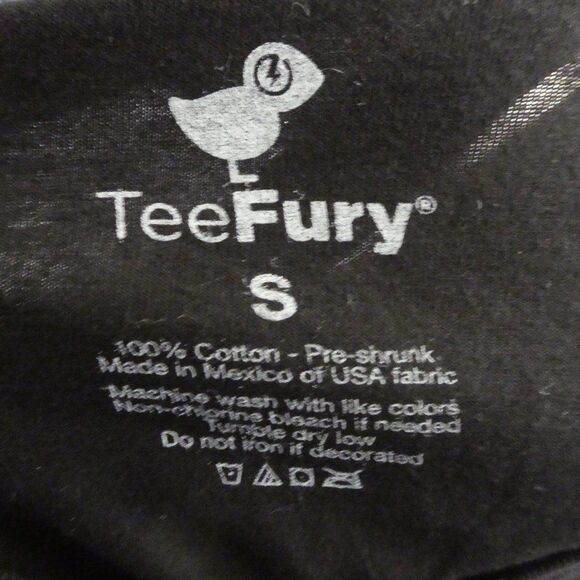 TeeFury®
S
100% Cotton - Pre-shrunk
Made in Mexico of USA fabric
Machine wash with like colors
Non-chlorine bleach if needed
Tumble dry low
Do not iron if decorated